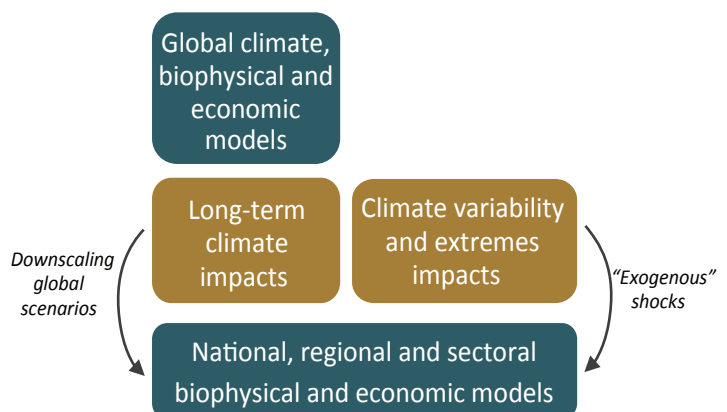 Global climate,
biophysical and
economic
models
Long-term
climate
impacts
Climate variability
and extremes
impacts
Downscaling
global
scenarios
“Exogenous”
shocks
National, regional and sectoral
biophysical and economic models